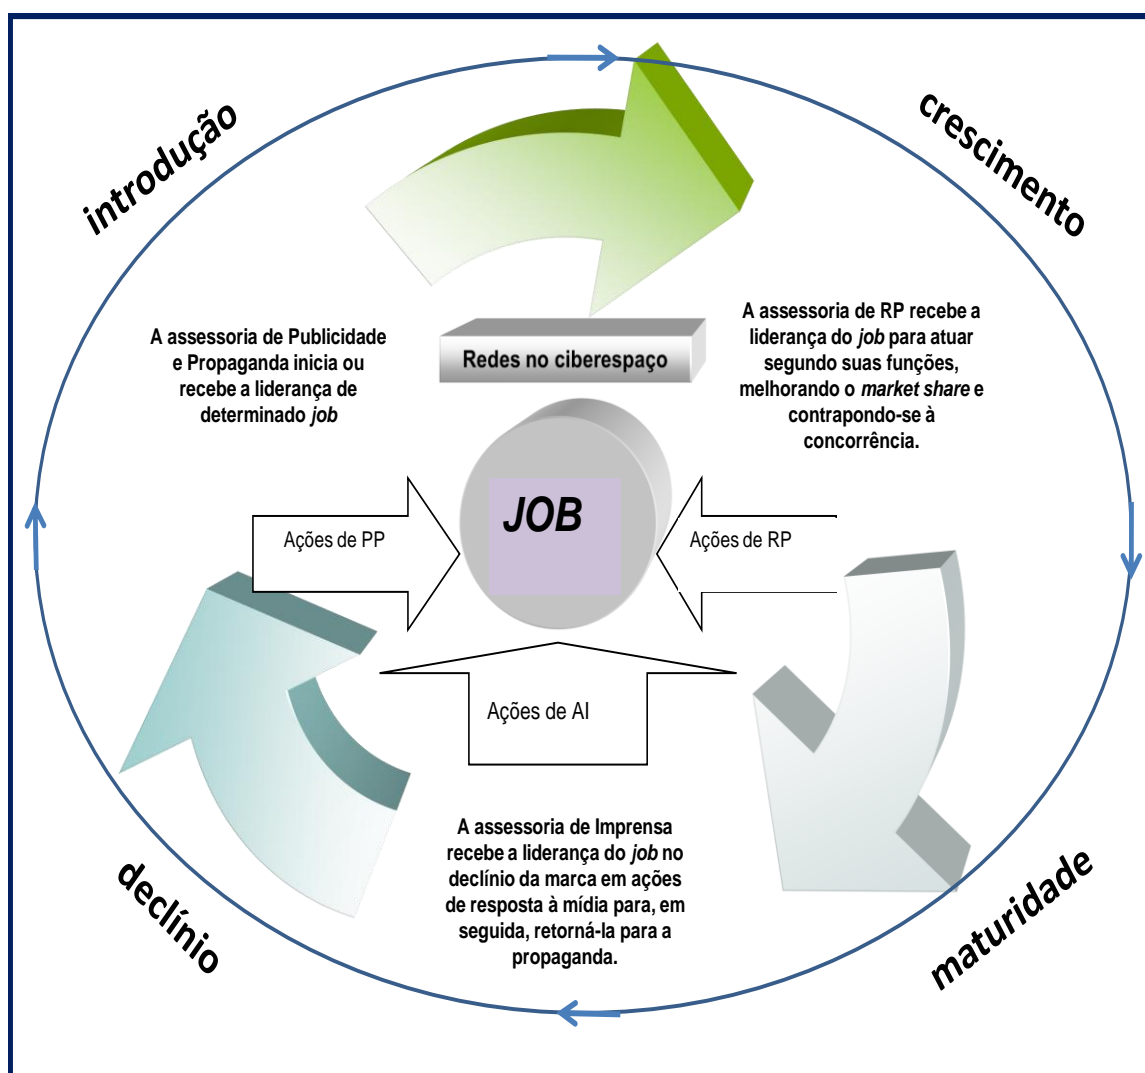 introdução
crescimento
A assessoria de Publicidade
e Propaganda inicia ou
recebe a liderança de
determinado job
Redes no ciberespaço
A assessoria de RP recebe a
liderança do job para atuar
segundo suas funções,
melhorando o market share e
contrapondo-se à
concorrência.
JOB
Ações de PP
Ações de RP
Ações de AI
A assessoria de Imprensa
recebe a liderança do job no
declínio da marca em ações
de resposta à mídia para, em
seguida, retorná-la para a
propaganda.
declínio
maturidade